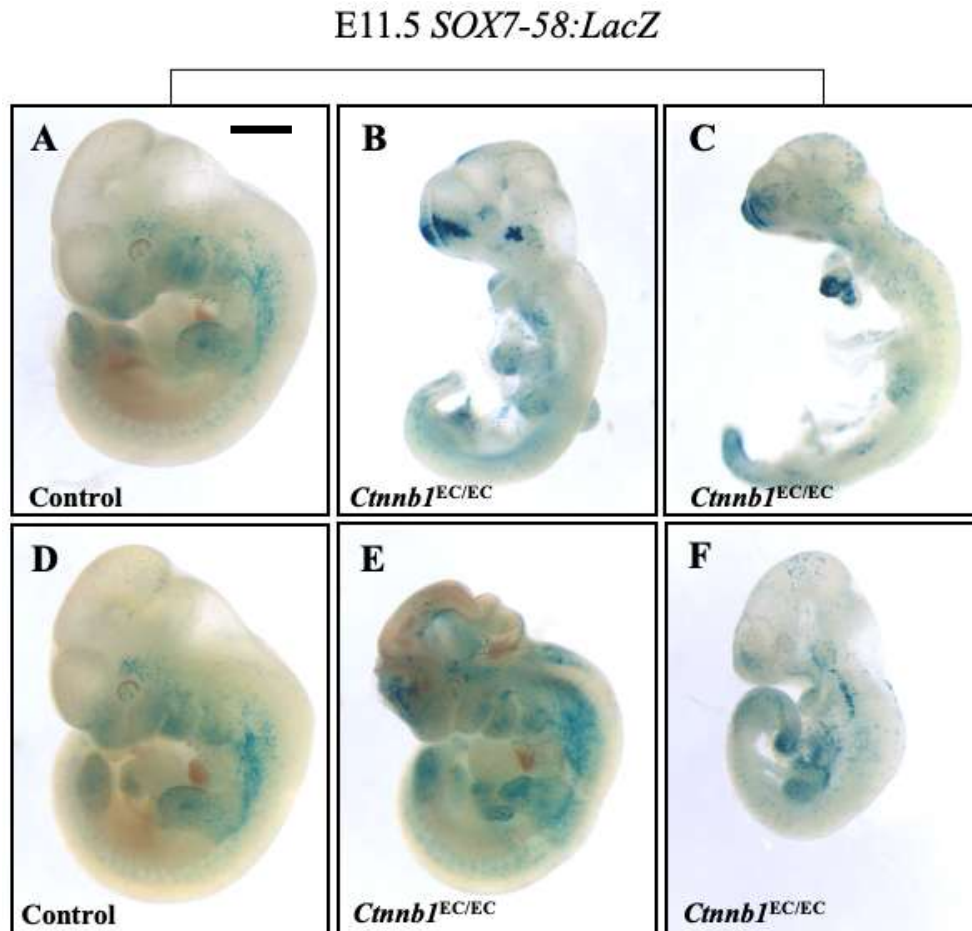 E11.5 SOX7-58:LacZ
A
B
C
Control
Ctnnb1EC/EC
Ctnnb1EC/EC
D
E
F
Control
Ctnnb1EC/EC
Ctnnb1EC/EC